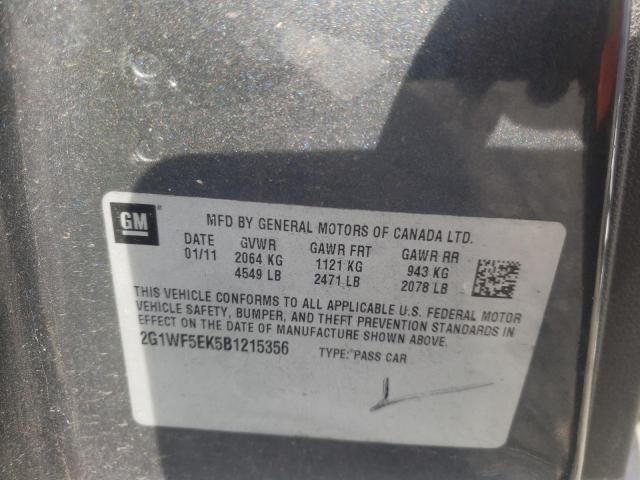 GM
®
MFD BY GENERAL MOTORS OF CANADA LTD.
DATE GVWR GAWR FRT GAWR RR
01/11 2064 KG 1121 KG 943 KG
4549 LB 2471 LB 2078 LB
THIS VEHICLE CONFORMS TO ALL APPLICABLE U.S. FEDERAL MOTOR
VEHICLE SAFETY, BUMPER, AND THEFT PREVENTION STANDARDS IN
EFFECT ON THE DATE OF MANUFACTURE SHOWN ABOVE.
2G1WF5EK5B1215356 TYPE: PASS CAR